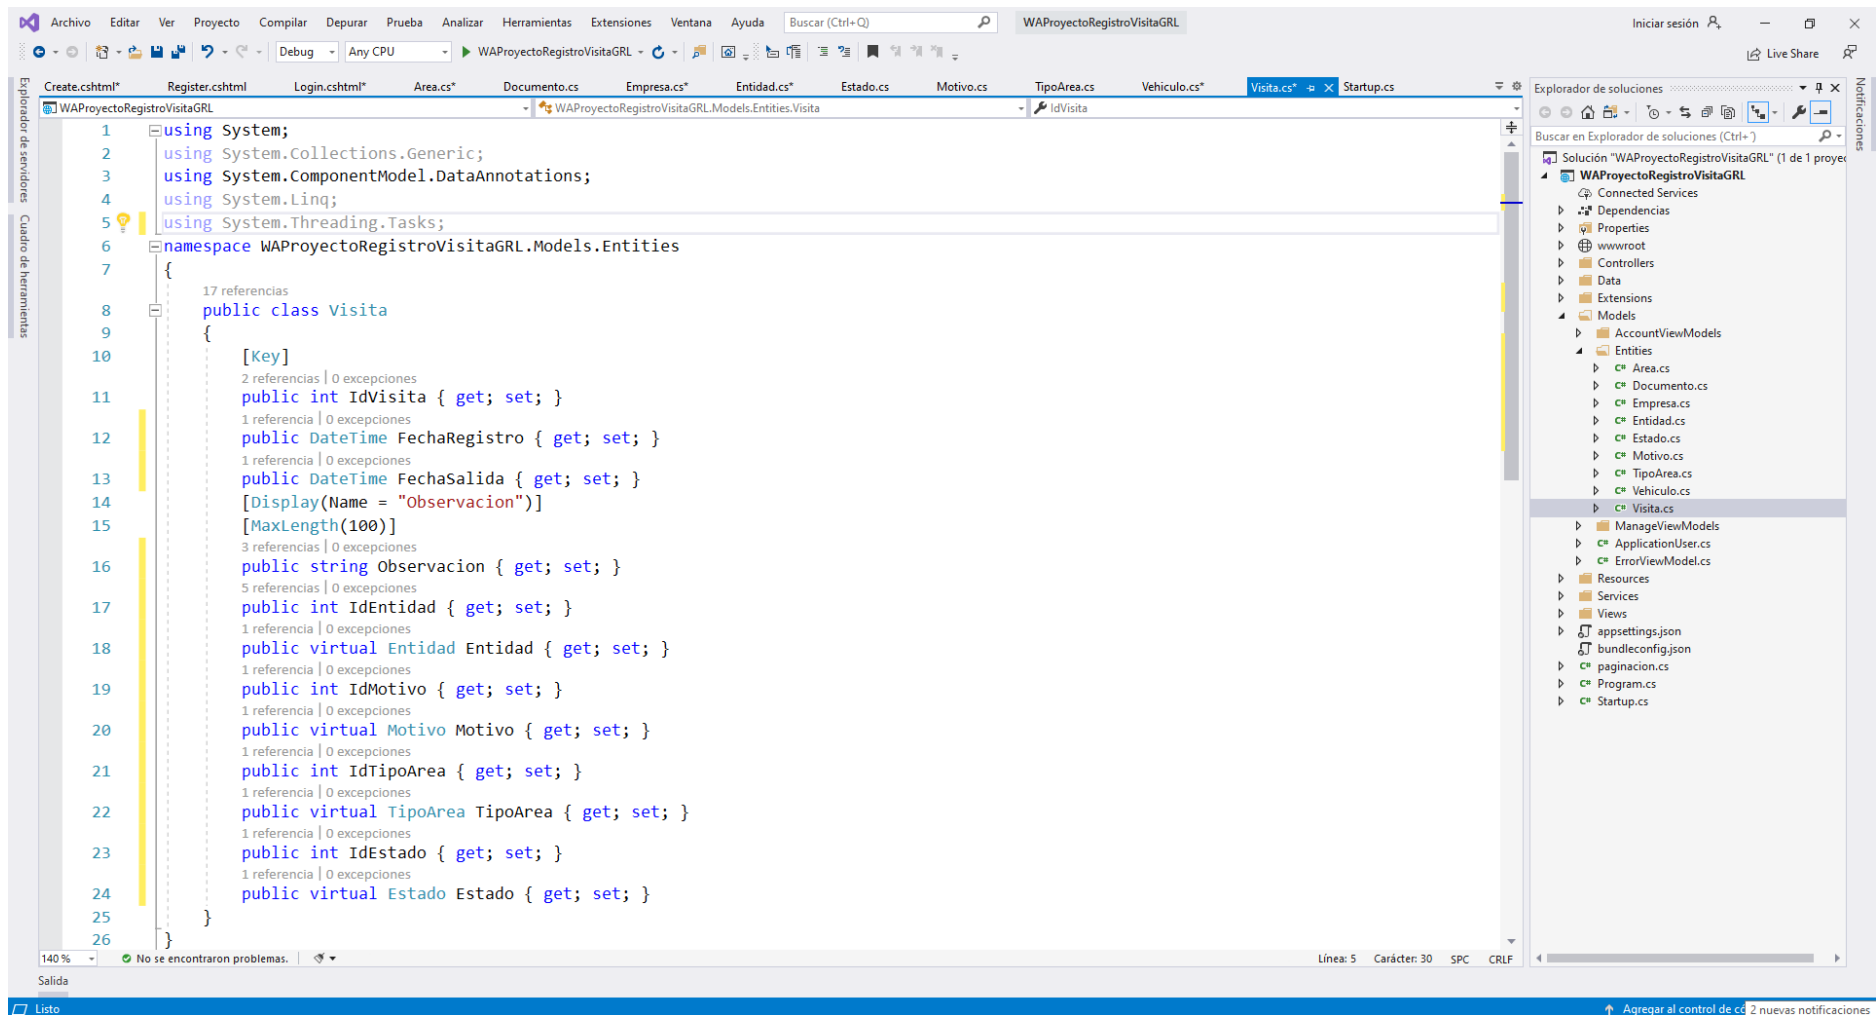 Archivo Editar Ver Proyecto Compilar Depurar Prueba Analizar Herramientas Extensiones Ventana Ayuda Buscar (Ctrl+Q) WAProyectoRegistroVisitaGRL Iniciar sesión
Debug Any CPU WAProyectoRegistroVisitaGRL Live Share
Create.cshtml* Register.cshtml Login.cshtml* Area.cs* Documento.cs Empresa.cs* Entidad.cs* Estado.cs Motivo.cs TipoArea.cs Vehiculo.cs* Visita.cs* Startup.cs
WAProyectoRegistroVisitaGRL WAProyectoRegistroVisitaGRL.Models.Entities.Visita IdVisita
Explorador de servidores
Cuadro de herramientas
1 using System;
2 using System.Collections.Generic;
3 using System.ComponentModel.DataAnnotations;
4 using System.Linq;
5 using System.Threading.Tasks;
6 namespace WAProyectoRegistroVisitaGRL.Models.Entities
7 {
17 referencias
8 public class Visita
9 {
10 [Key]
2 referencias | 0 excepciones
11 public int IdVisita { get; set; }
1 referencia | 0 excepciones
12 public DateTime FechaRegistro { get; set; }
1 referencia | 0 excepciones
13 public DateTime FechaSalida { get; set; }
14 [Display(Name = "Observacion")]
15 [MaxLength(100)]
3 referencias | 0 excepciones
16 public string Observacion { get; set; }
5 referencias | 0 excepciones
17 public int IdEntidad { get; set; }
1 referencia | 0 excepciones
18 public virtual Entidad Entidad { get; set; }
1 referencia | 0 excepciones
19 public int IdMotivo { get; set; }
1 referencia | 0 excepciones
20 public virtual Motivo Motivo { get; set; }
1 referencia | 0 excepciones
21 public int IdTipoArea { get; set; }
1 referencia | 0 excepciones
22 public virtual TipoArea TipoArea { get; set; }
1 referencia | 0 excepciones
23 public int IdEstado { get; set; }
1 referencia | 0 excepciones
24 public virtual Estado Estado { get; set; }
25 }
26 }
140 % No se encontraron problemas. Línea: 5 Carácter: 30 SPC CRLF
Explorador de soluciones
Buscar en Explorador de soluciones (Ctrl+´)
Solución "WAProyectoRegistroVisitaGRL" (1 de 1 proye
WAProyectoRegistroVisitaGRL
Connected Services
Dependencias
Properties
wwwroot
Controllers
Data
Extensions
Models
AccountViewModels
Entities
C# Area.cs
C# Documento.cs
C# Empresa.cs
C# Entidad.cs
C# Estado.cs
C# Motivo.cs
C# TipoArea.cs
C# Vehiculo.cs
C# Visita.cs
ManageViewModels
C# ApplicationUser.cs
C# ErrorViewModel.cs
Resources
Services
Views
appsettings.json
bundleconfig.json
C# paginacion.cs
C# Program.cs
C# Startup.cs
Notificaciones
Salida
Listo Agregar al control de có 2 nuevas notificaciones